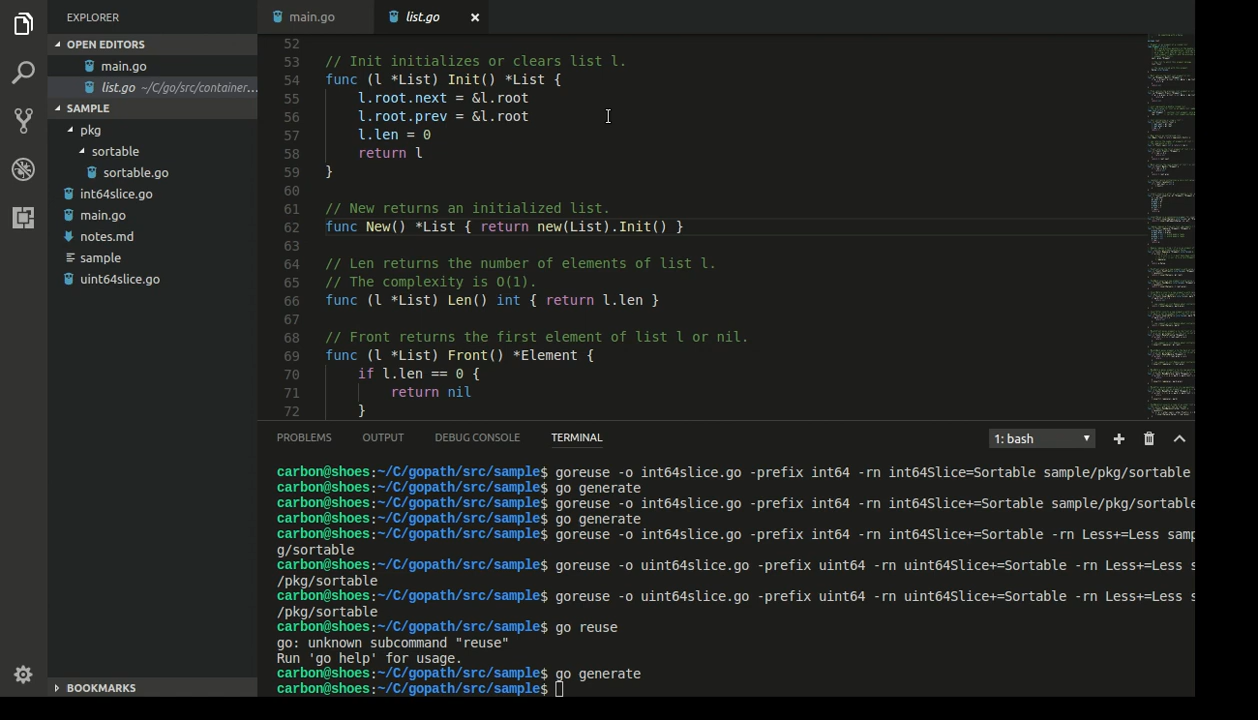 EXPLORER
OPEN EDITORS
main.go
list.go ~/C/go/src/container...
SAMPLE
pkg
sortable
sortable.go
int64slice.go
main.go
notes.md
sample
uint64slice.go
BOOKMARKS
main.go
list.go
52
53 // Init initializes or clears list l.
54 func (l *List) Init() *List {
55 l.root.next = &l.root
56 l.root.prev = &l.root
57 l.len = 0
58 return l
59 }
60
61 // New returns an initialized list.
62 func New() *List { return new(List).Init() }
63
64 // Len returns the number of elements of list l.
65 // The complexity is O(1).
66 func (l *List) Len() int { return l.len }
67
68 // Front returns the first element of list l or nil.
69 func (l *List) Front() *Element {
70 if l.len == 0 {
71 return nil
72 }
PROBLEMS OUTPUT DEBUG CONSOLE TERMINAL 1: bash
carbon@shoes:~/C/gopath/src/sample$ goreuse -o int64slice.go -prefix int64 -rn int64Slice=Sortable sample/pkg/sortable
carbon@shoes:~/C/gopath/src/sample$ go generate
carbon@shoes:~/C/gopath/src/sample$ goreuse -o int64slice.go -prefix int64 -rn int64Slice+=Sortable sample/pkg/sortable
carbon@shoes:~/C/gopath/src/sample$ go generate
carbon@shoes:~/C/gopath/src/sample$ goreuse -o int64slice.go -prefix int64 -rn int64Slice+=Sortable -rn Less+=Less samp
g/sortable
carbon@shoes:~/C/gopath/src/sample$ goreuse -o uint64slice.go -prefix uint64 -rn uint64Slice+=Sortable -rn Less+=Less s
/pkg/sortable
carbon@shoes:~/C/gopath/src/sample$ goreuse -o uint64slice.go -prefix uint64 -rn uint64Slice+=Sortable -rn Less+=Less s
/pkg/sortable
carbon@shoes:~/C/gopath/src/sample$ go reuse
go: unknown subcommand "reuse"
Run 'go help' for usage.
carbon@shoes:~/C/gopath/src/sample$ go generate
carbon@shoes:~/C/gopath/src/sample$